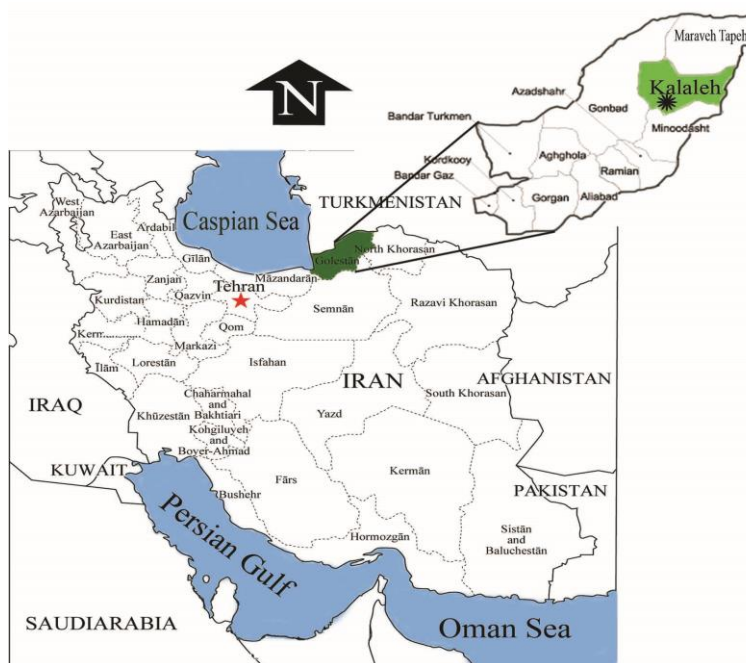 Maraveh Tapeh
Kalaleh
Azadshahr
Gonbad
Bandar Turkmen
Minoodasht
Kordkooy
Aghghola
Bandar Gaz
Ramian
Gorgan
Aliabad
N
TURKMENISTAN
Caspian Sea
West
Azarbaijan
East
Azarbaijan
Ardabil
Gilān
North Khorasan
Golestān
Māzandarān
Zanjan
Tehran
Qazvin
Kurdistan
Semnān
Razavi Khorasan
Hamadān
Qom
Kerm...
Markazi
Ilām
Lorestān
Isfahan
IRAN
AFGHANISTAN
IRAQ
Chaharmahal
and
Bakhtiari
South Khorasan
Khūzestān
Yazd
Kohgiluyeh
and
Boyer-Ahmad
KUWAIT
Fārs
Kermān
Bushehr
PAKISTAN
Persian Gulf
Hormozgān
Sistān
and
Baluchestān
SAUDIARABIA
Oman Sea